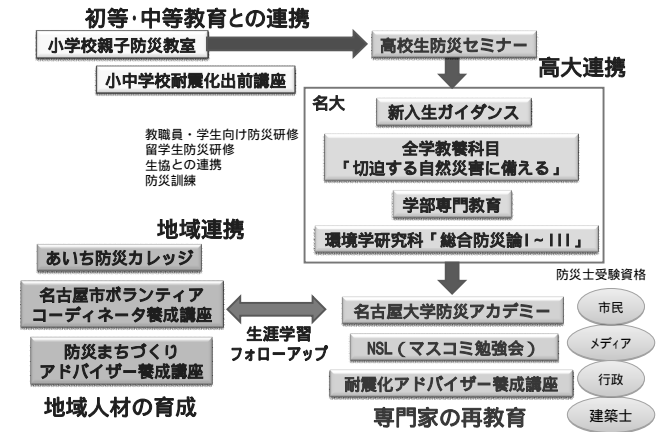 初等･中等教育との連携
小学校親子防災教室
高校生防災セミナー
小中学校耐震化出前講座
高大連携
名大
新入生ガイダンス
教職員・学生向け防災研修
留学生防災研修
生協との連携
防災訓練
全学教養科目
「切迫する自然災害に備える」
学部専門教育
環境学研究科「総合防災論I～III」
地域連携
あいち防災カレッジ
名古屋市ボランティア
コーディネータ養成講座
防災まちづくり
アドバイザー養成講座
地域人材の育成
生涯学習
フォローアップ
防災士受験資格
名古屋大学防災アカデミー
NSL（マスコミ勉強会）
耐震化アドバイザー養成講座
専門家の再教育
市民
メディア
行政
建築士